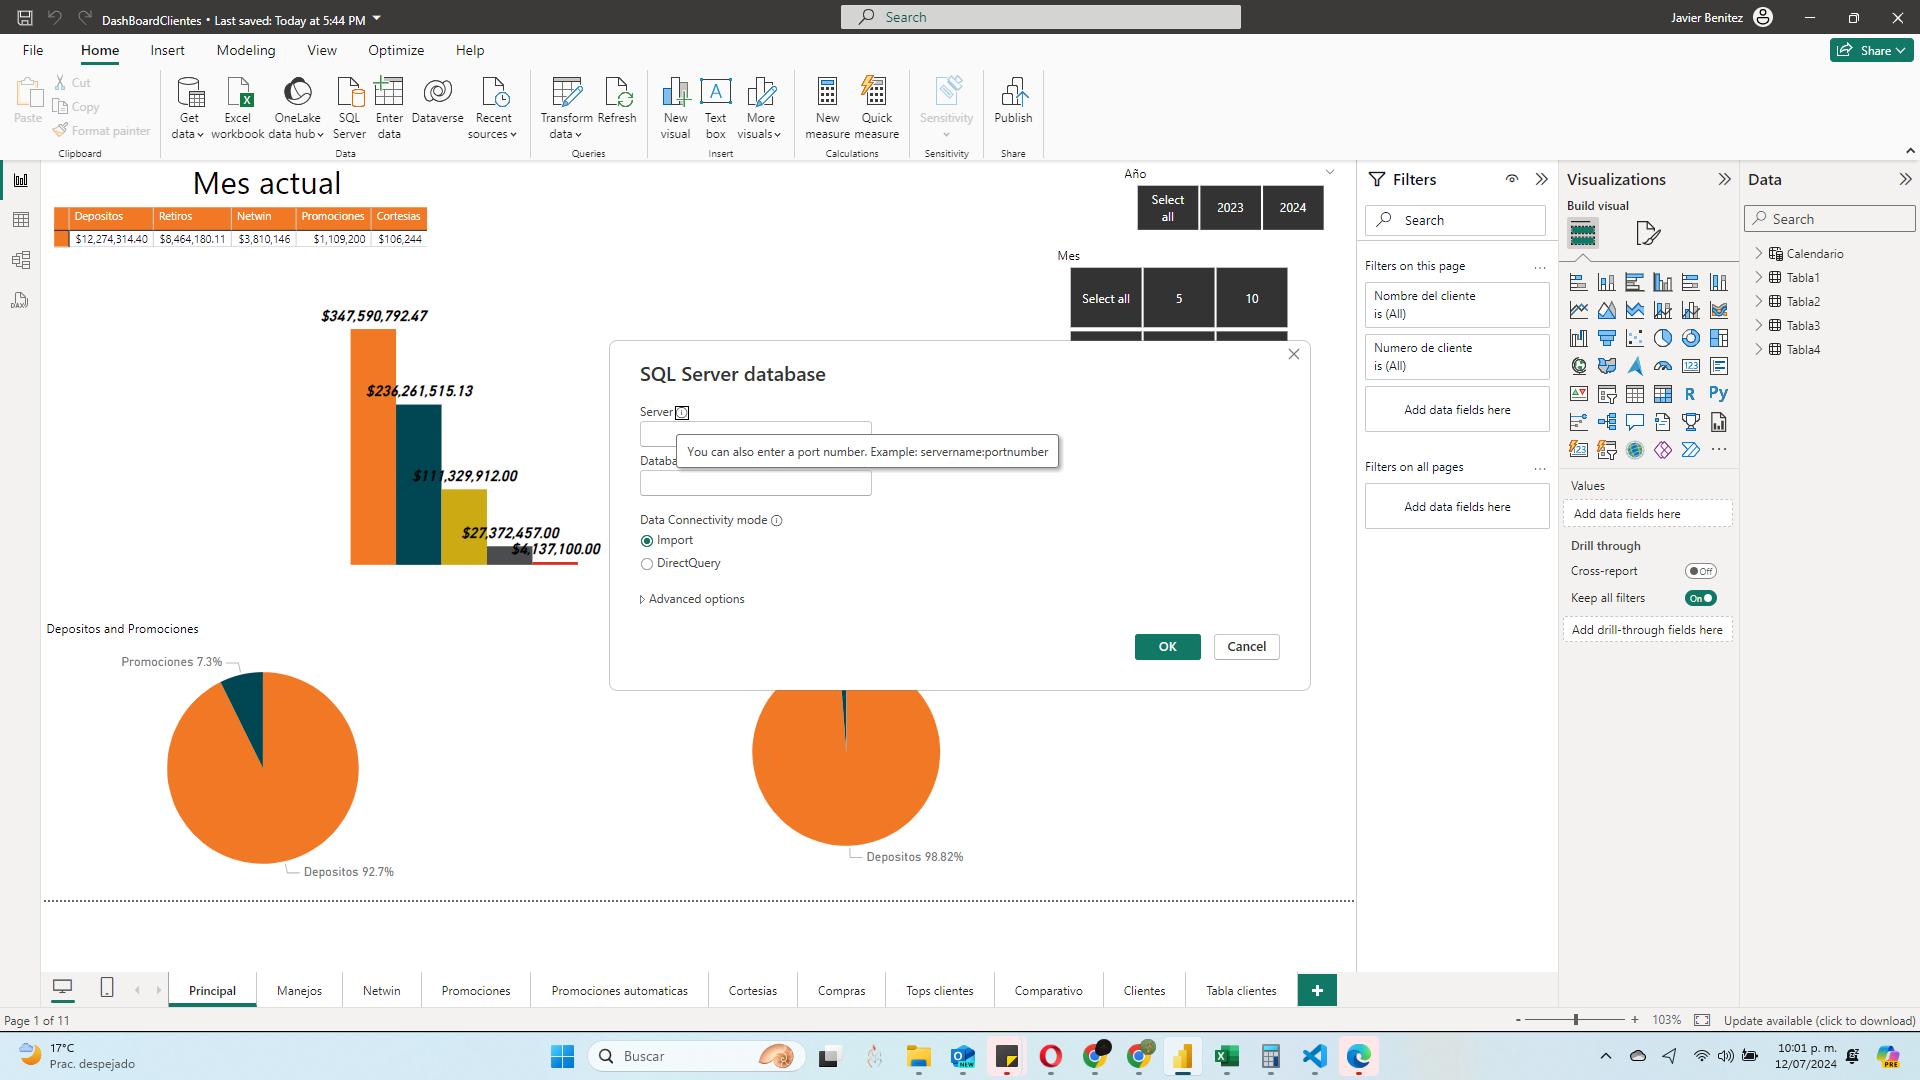 DashBoardClientes • Last saved: Today at 5:44 PM
Search
Javier Benitez
File
Home
Insert
Modeling
View
Optimize
Help
Share
Paste
Cut
Copy
Format painter
Clipboard
Get data
Excel workbook
OneLake data hub
SQL Server
Enter data
Dataverse
Recent sources
Data
Transform data
Refresh
Queries
New visual
Text box
More visuals
Insert
New measure
Quick measure
Calculations
Sensitivity
Sensitivity
Publish
Share
Mes actual
Depositos Retiros Netwin Promociones Cortesias
$12,274,314.40 $8,464,180.11 $3,810,146 $1,109,200 $106,244
Año
Select all
2023
2024
Mes
Select all
5
10
$347,590,792.47
$236,261,515.13
$111,329,912.00
$27,372,457.00
$4,137,100.00
SQL Server database
Server
You can also enter a port number. Example: servername:portnumber
Databa
Data Connectivity mode
Import
DirectQuery
Advanced options
OK
Cancel
Depositos and Promociones
Promociones 7.3%
Depositos 92.7%
Depositos 98.82%
Filters
Search
Filters on this page
Nombre del cliente
is (All)
Numero de cliente
is (All)
Add data fields here
Filters on all pages
Add data fields here
Visualizations
Build visual
123
R
Py
123
Values
Add data fields here
Drill through
Cross-report
Off
Keep all filters
On
Add drill-through fields here
Data
Search
Calendario
Tabla1
Tabla2
Tabla3
Tabla4
DAX
Principal
Manejos
Netwin
Promociones
Promociones automaticas
Cortesias
Compras
Tops clientes
Comparativo
Clientes
Tabla clientes
Page 1 of 11
- + 103%
Update available (click to download)
17°C
Prac. despejado
Buscar
NEW
10:01 p. m.
12/07/2024
PRE